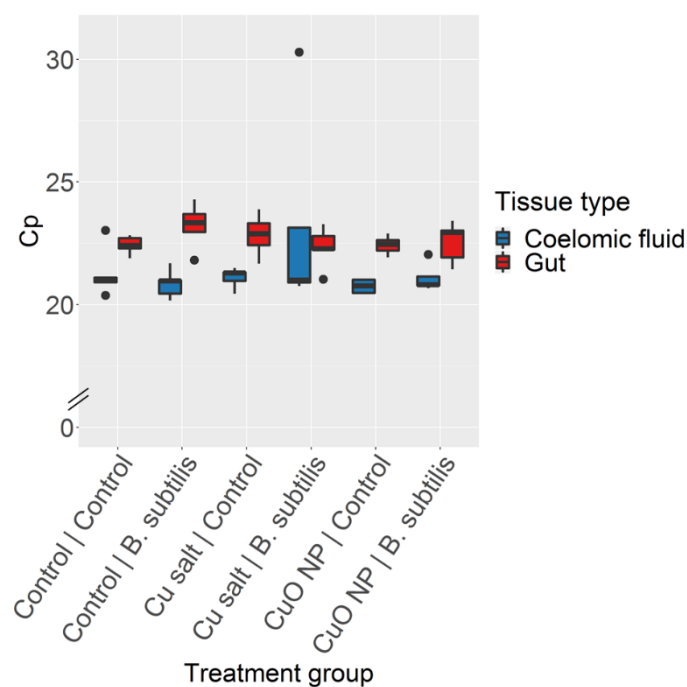 30
25
20
0
Cp
Control | Control
Control | B. subtilis
Cu salt | Control
Cu salt | B. subtilis
CuO NP | Control
CuO NP | B. subtilis
Treatment group
Tissue type
Coelomic fluid
Gut